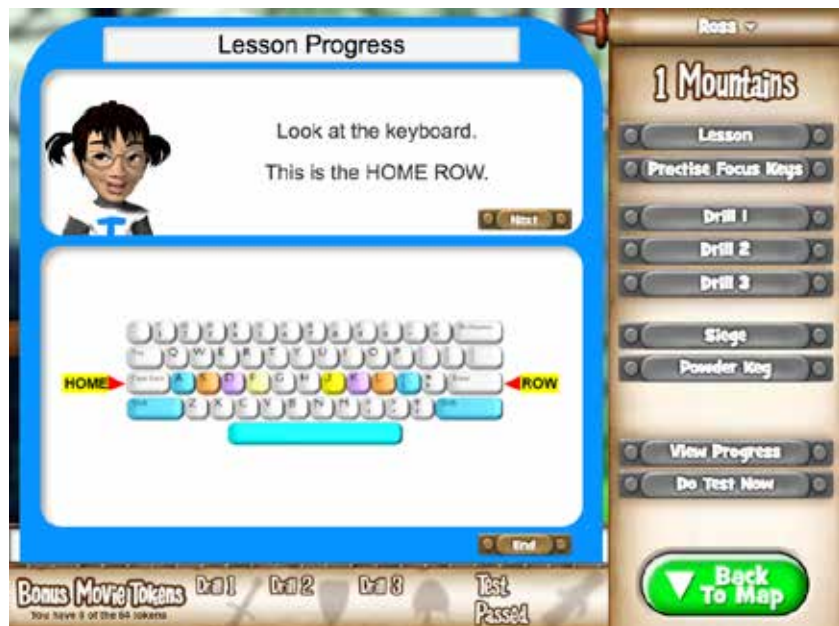 Lesson Progress
Look at the keyboard.
This is the HOME ROW.
Next
Q W E R T Y U I O P
HOME
A S D F G H J K L
ROW
Z X C V B N M
End
Bonus Movie Tokens
Drill 1
Drill 2
Drill 3
Test
Passed
Ross
1 Mountains
Lesson
Practise Focus Keys
Drill 1
Drill 2
Drill 3
Siege
Powder Keg
View Progress
Do Test Now
Back
To Map